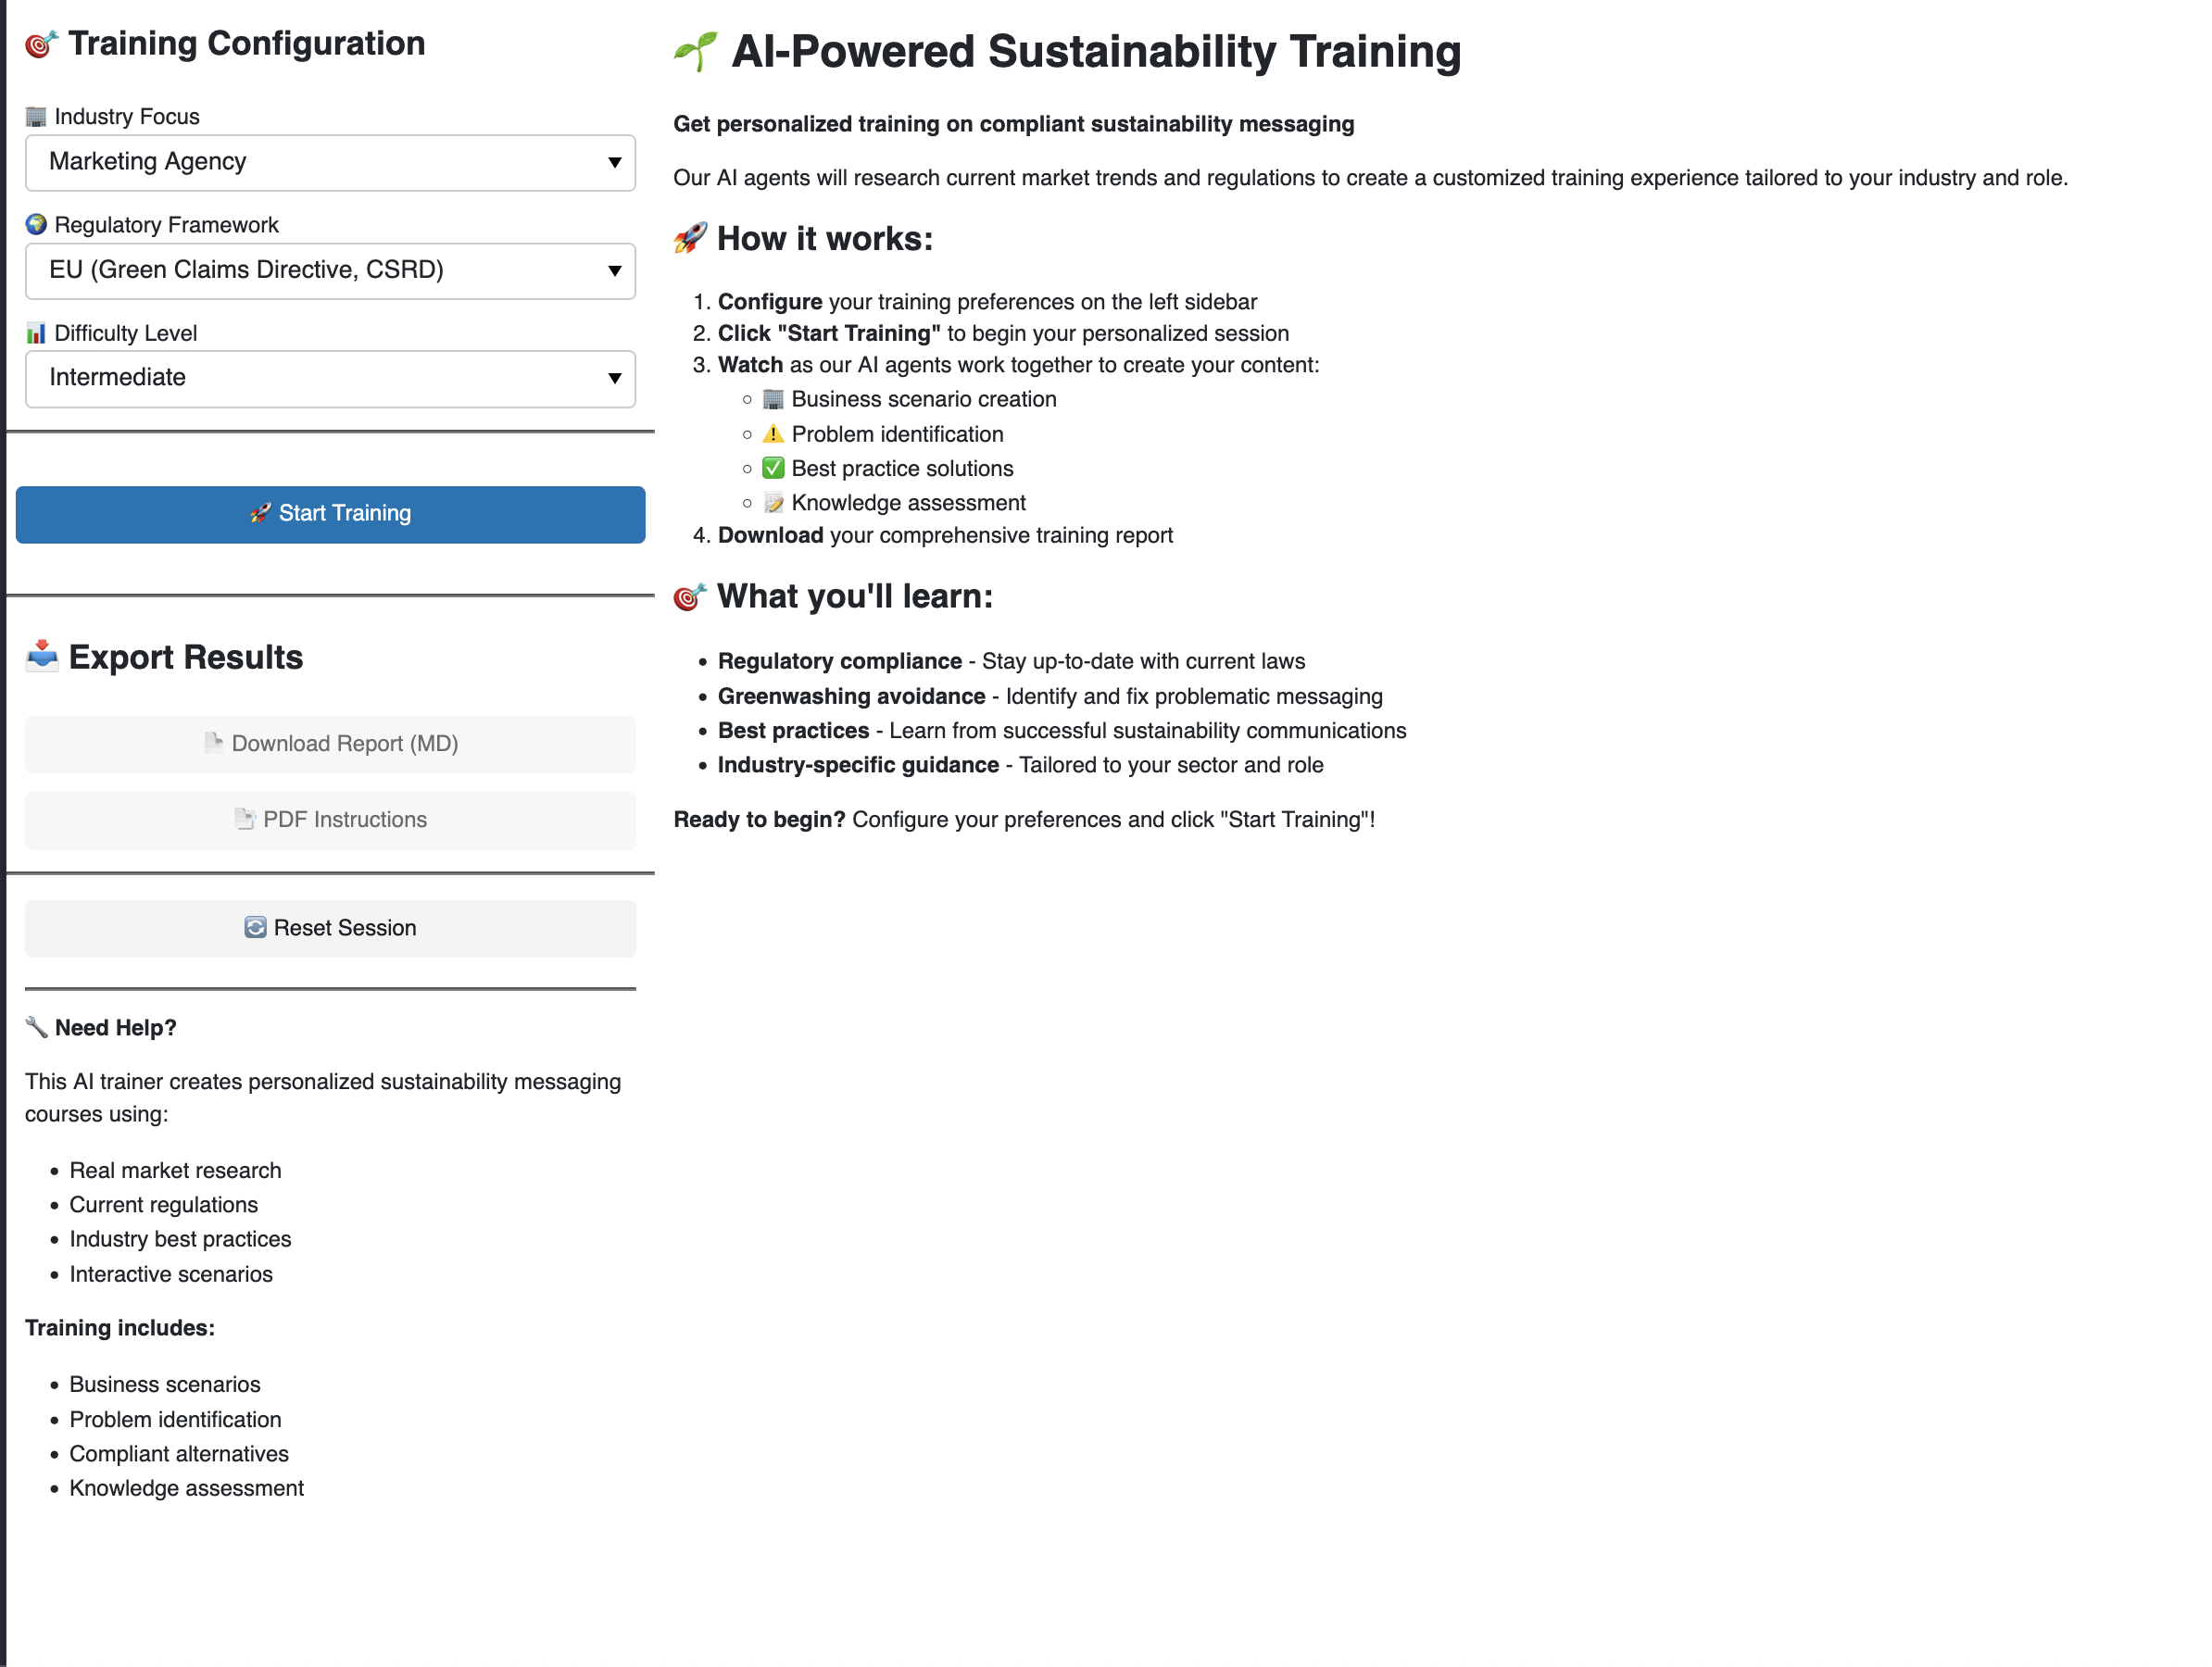 🎯 Training Configuration
🏢 Industry Focus
Marketing Agency
🌍 Regulatory Framework
EU (Green Claims Directive, CSRD)
📊 Difficulty Level
Intermediate
🚀 Start Training
📥 Export Results
📄 Download Report (MD)
📑 PDF Instructions
🔄 Reset Session
🔧 Need Help?
This AI trainer creates personalized sustainability messaging
courses using:
• Real market research
• Current regulations
• Industry best practices
• Interactive scenarios
Training includes:
• Business scenarios
• Problem identification
• Compliant alternatives
• Knowledge assessment
🌱 AI-Powered Sustainability Training
Get personalized training on compliant sustainability messaging
Our AI agents will research current market trends and regulations to create a customized training experience tailored to your industry and role.
🚀 How it works:
1. Configure your training preferences on the left sidebar
2. Click "Start Training" to begin your personalized session
3. Watch as our AI agents work together to create your content:
◦ 🏢 Business scenario creation
◦ ⚠️ Problem identification
◦ ✅ Best practice solutions
◦ 📝 Knowledge assessment
4. Download your comprehensive training report
🎯 What you'll learn:
• Regulatory compliance - Stay up-to-date with current laws
• Greenwashing avoidance - Identify and fix problematic messaging
• Best practices - Learn from successful sustainability communications
• Industry-specific guidance - Tailored to your sector and role
Ready to begin? Configure your preferences and click "Start Training"!